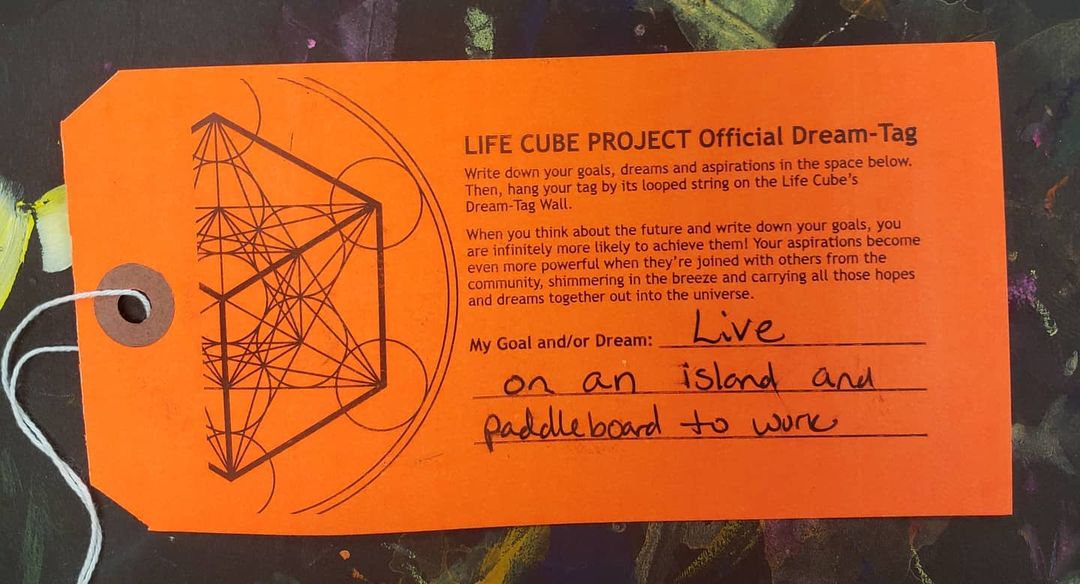 LIFE CUBE PROJECT Official Dream-Tag
Write down your goals, dreams and aspirations in the space below.
Then, hang your tag by its looped string on the Life Cube's
Dream-Tag Wall.
When you think about the future and write down your goals, you
are infinitely more likely to achieve them! Your aspirations become
even more powerful when they're joined with others from the
community, shimmering in the breeze and carrying all those hopes
and dreams together out into the universe.
My Goal and/or Dream: Live
on an island and
paddleboard to work